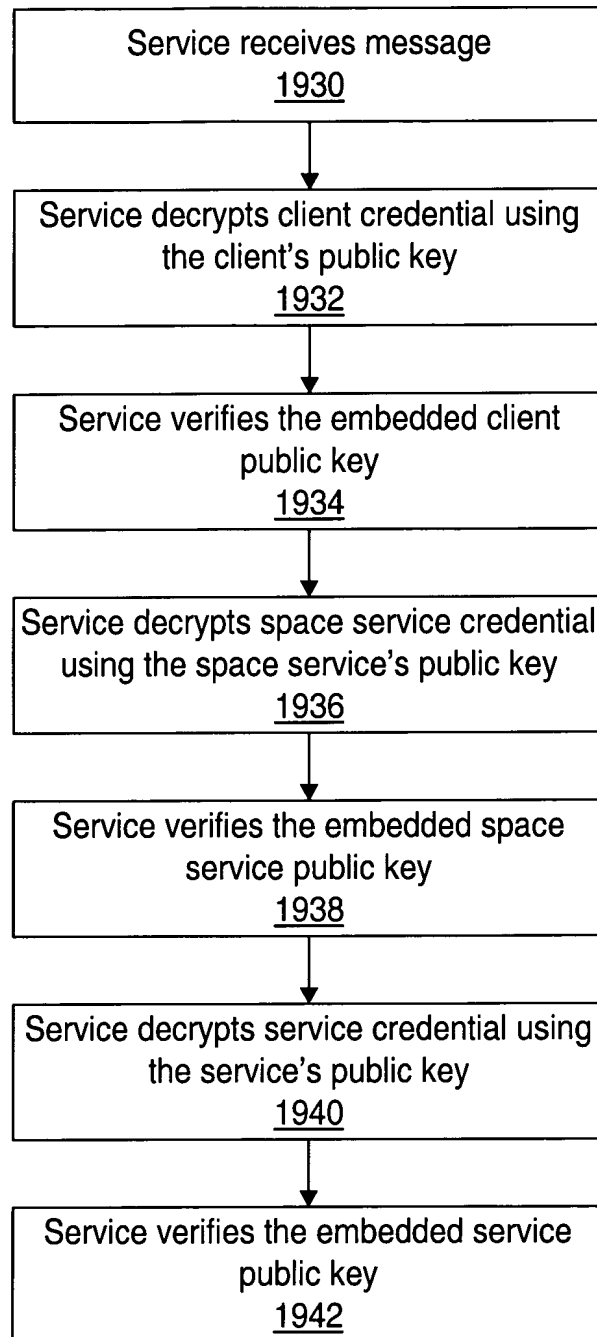 Service receives message
1930
Service decrypts client credential using
the client's public key
1932
Service verifies the embedded client
public key
1934
Service decrypts space service credential
using the space service's public key
1936
Service verifies the embedded space
service public key
1938
Service decrypts service credential using
the service's public key
1940
Service verifies the embedded service
public key
1942